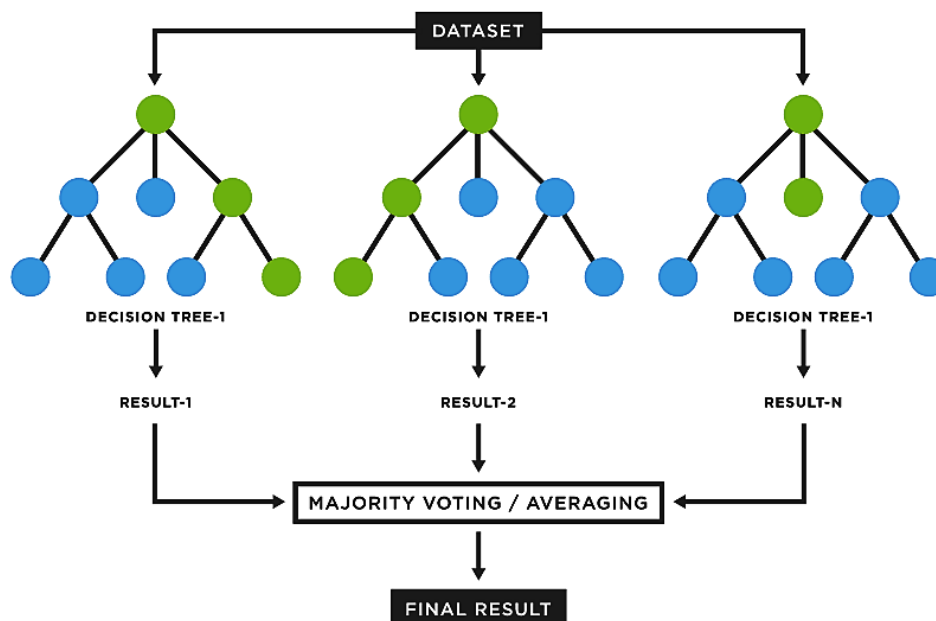 DATASET
DECISION TREE-1
DECISION TREE-1
DECISION TREE-1
RESULT-1
RESULT-2
RESULT-N
MAJORITY VOTING / AVERAGING
FINAL RESULT